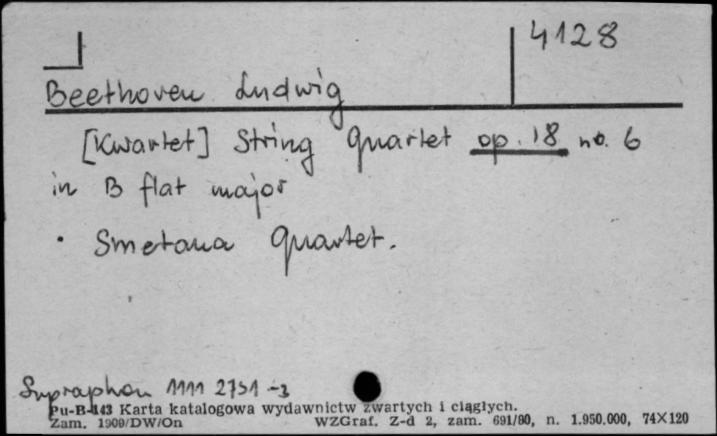 4128
Beethoven Ludwig
[Kwartet] String Quartet op. 18 no. 6
in B flat major
• Smetana Quartet.
Supraphon 1111 2751-3
Pu-B-143 Karta katalogowa wydawnictw zwartych i ciągłych.
Zam. 1909/DW/On WZGraf. Z-d 2, zam. 691/80, n. 1.950.000, 74X120